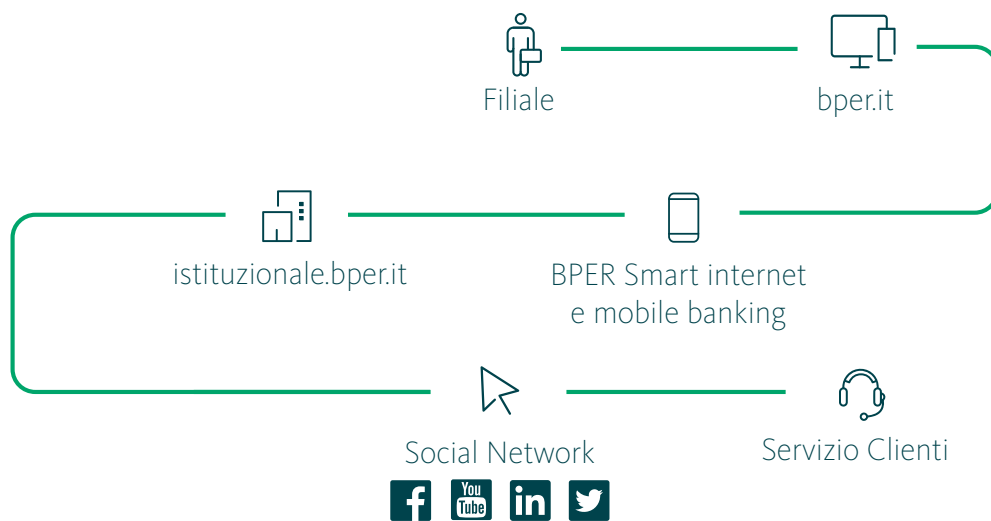 Filiale
bper.it
istituzionale.bper.it
BPER Smart internet
e mobile banking
Social Network
Servizio Clienti
f
You
Tube
in